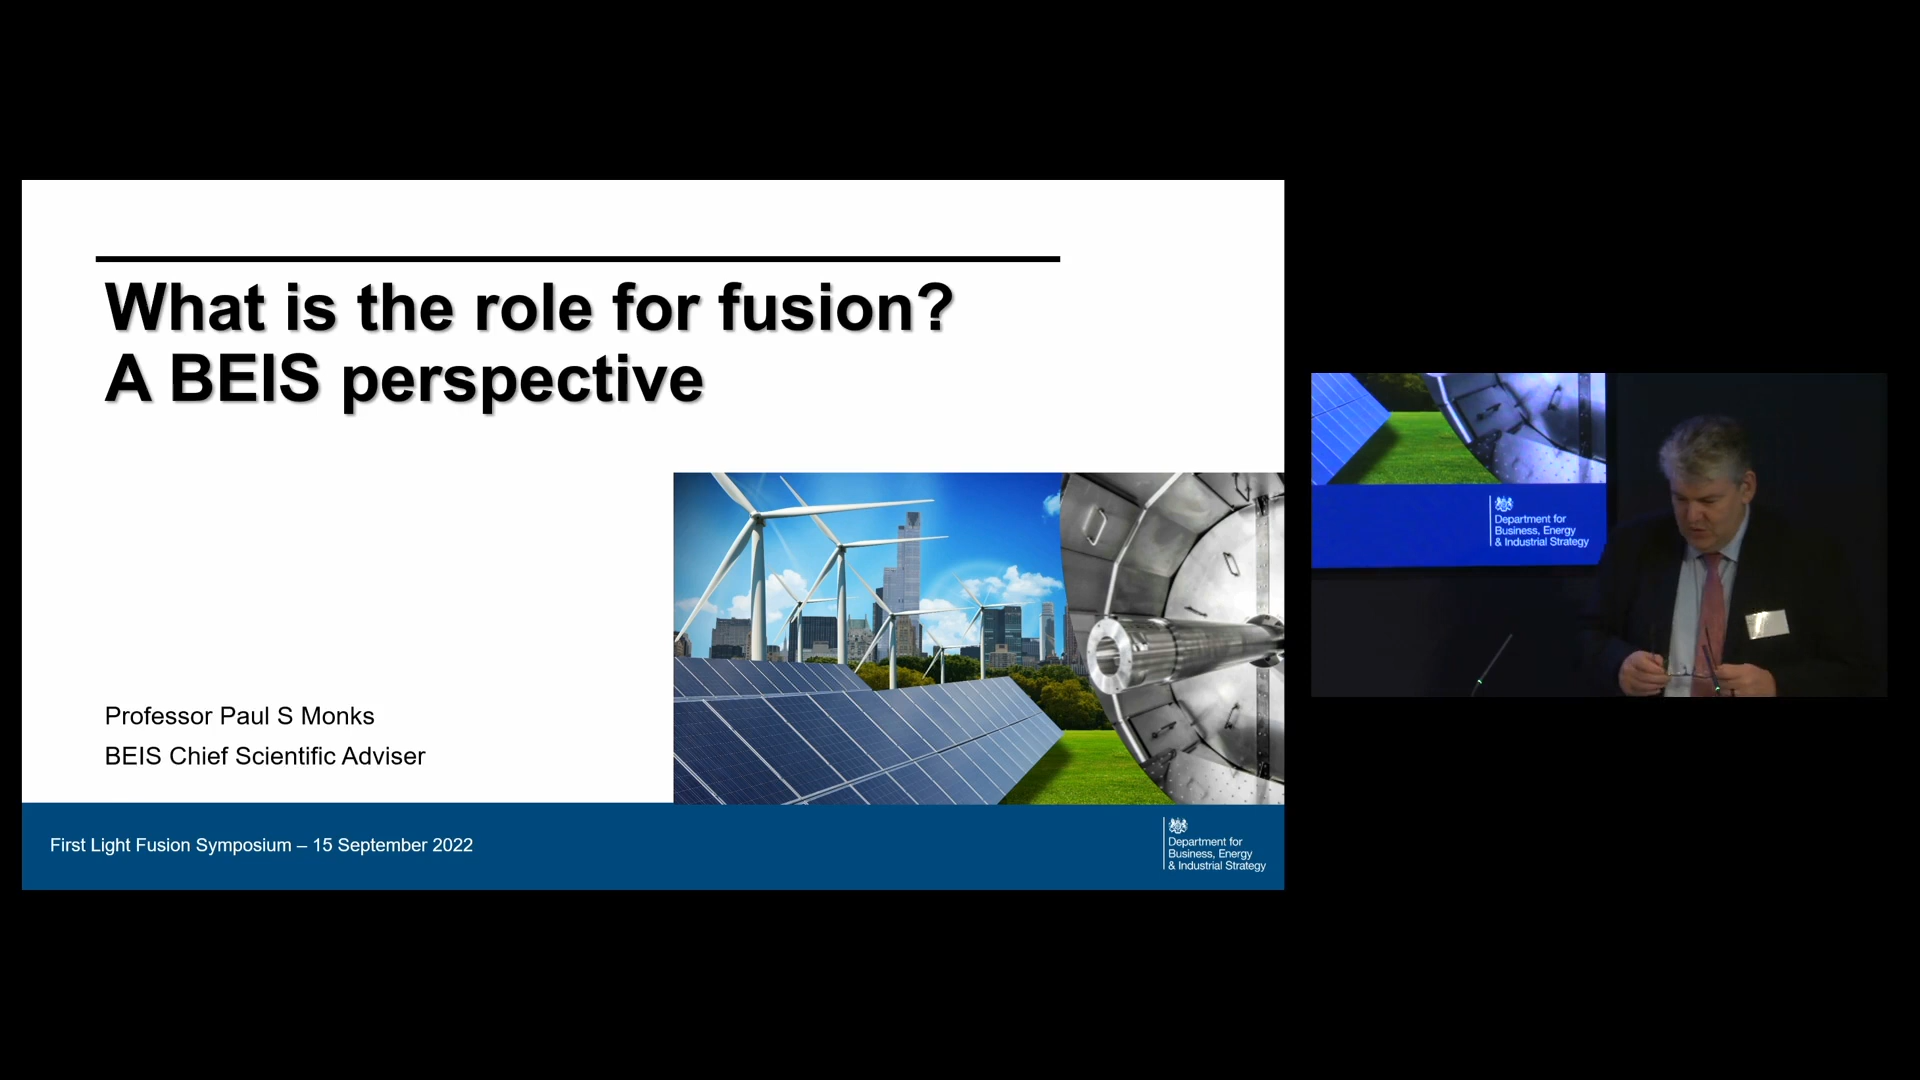 What is the role for fusion?
A BEIS perspective
Professor Paul S Monks
BEIS Chief Scientific Adviser
First Light Fusion Symposium – 15 September 2022
Department for
Business, Energy
& Industrial Strategy
Department for
Business, Energy
& Industrial Strategy